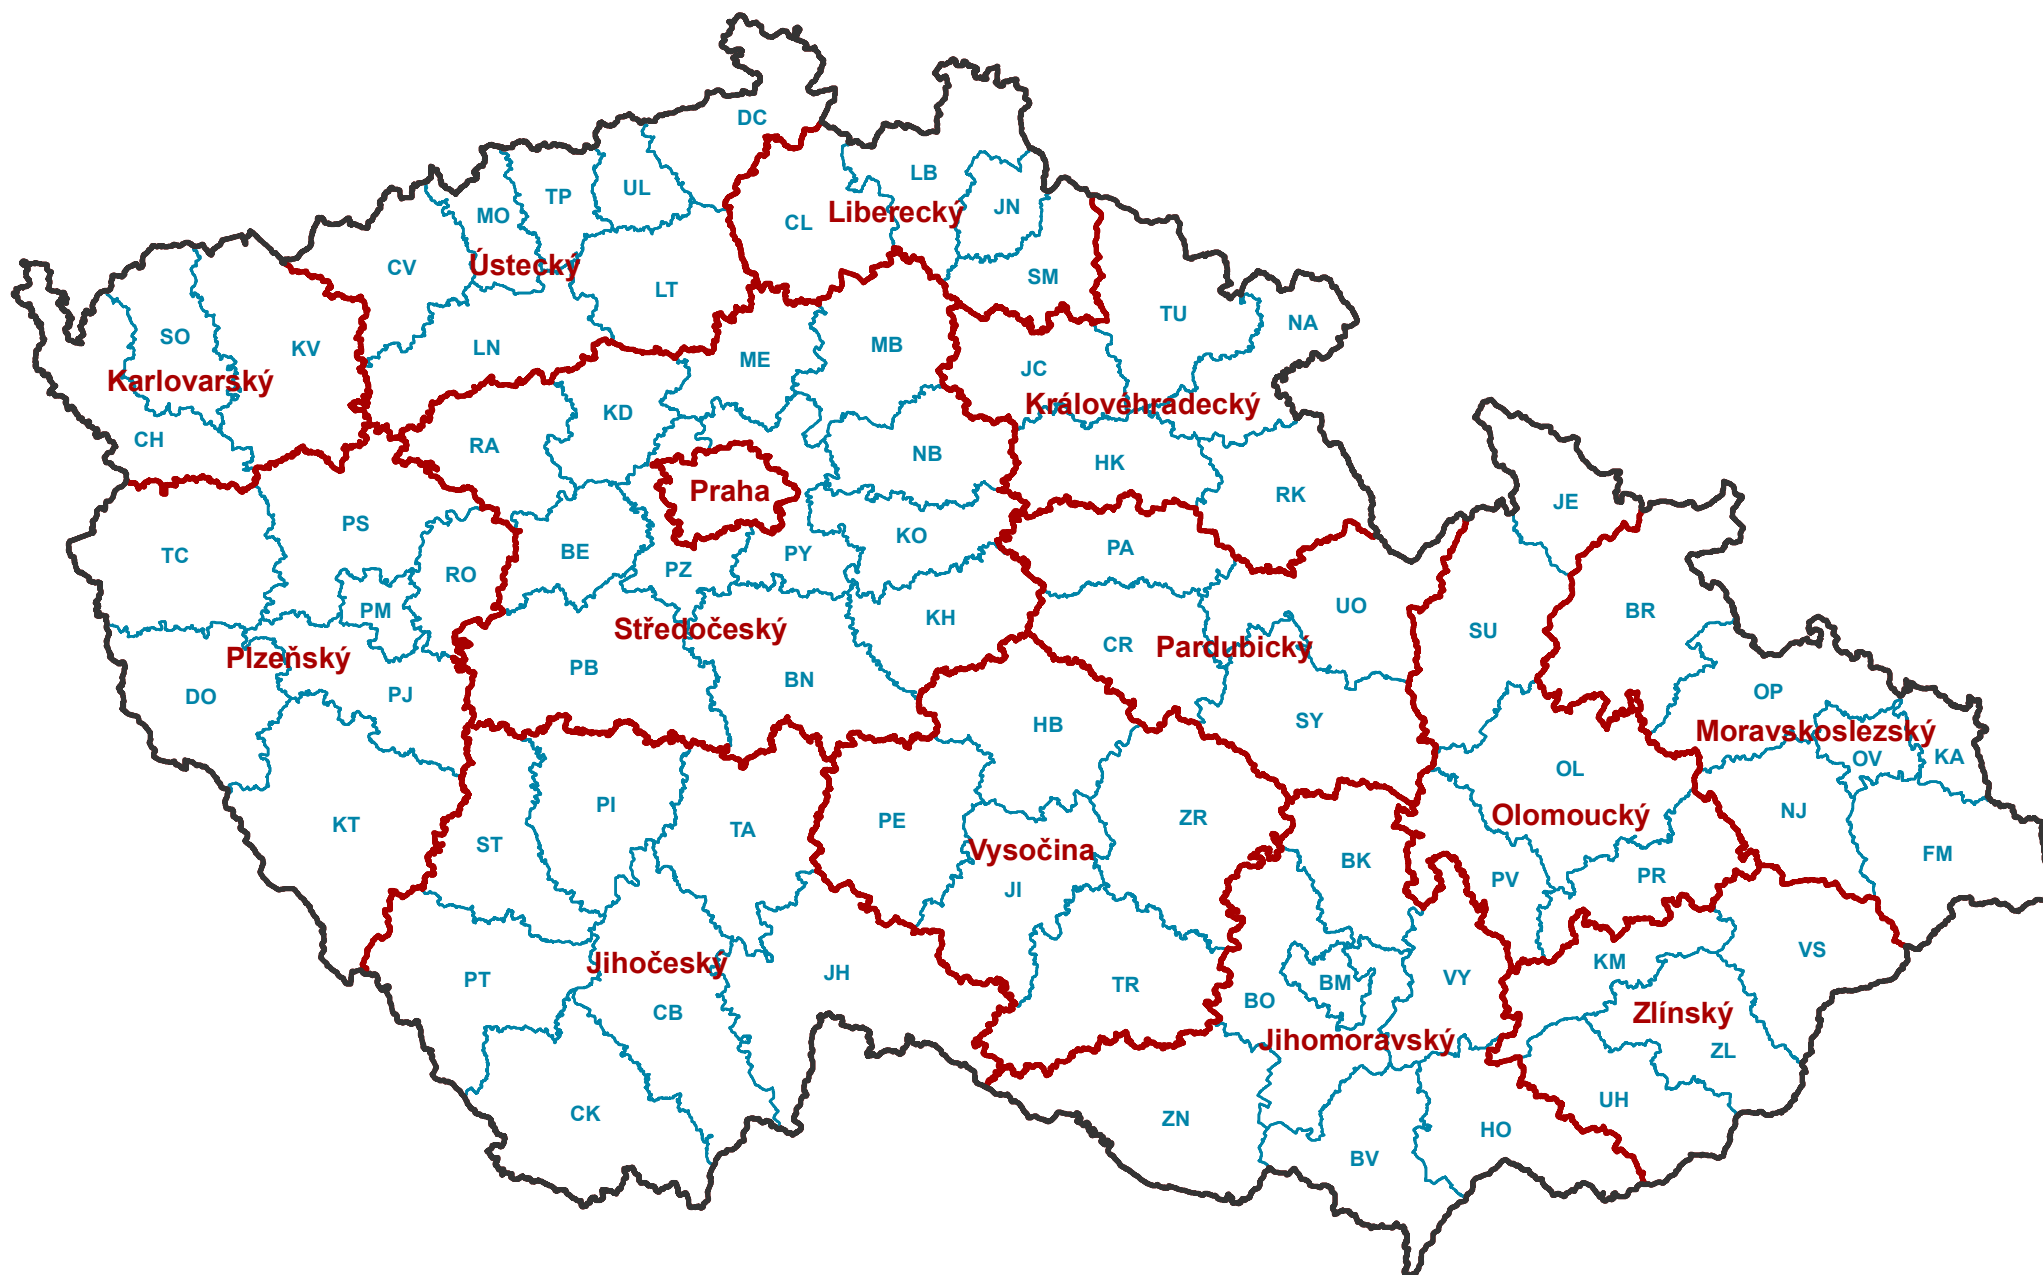 DC
LB
TP
UL
JN
MO
CL
Liberecký
CV
Ústecký
SM
LT
TU
NA
SO
KV
LN
ME
MB
JC
Karlovarský
Královéhradecký
KD
CH
RA
NB
HK
Praha
RK
JE
PS
TC
BE
KO
PA
PY
RO
PZ
PM
KH
UO
BR
Středočeský
SU
Plzeňský
PB
CR
Pardubický
DO
PJ
BN
OP
HB
SY
Moravskoslezský
OV
KA
OL
PI
KT
ST
TA
PE
ZR
Olomoucký
NJ
Vysočina
BK
FM
JI
PV
PR
Jihočeský
KM
VS
PT
JH
TR
BM
VY
BO
CB
Zlínský
Jihomoravský
ZL
CK
ZN
UH
HO
BV